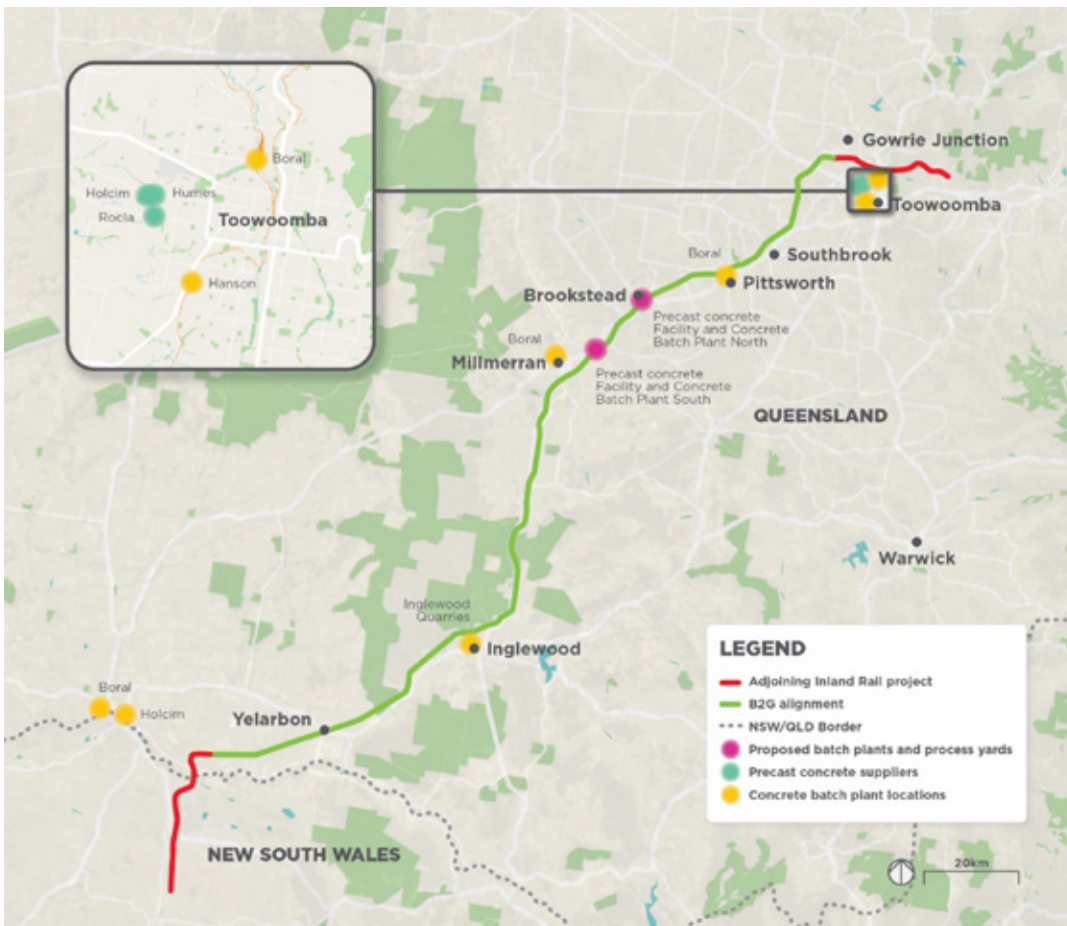 Gowrie Junction
Boral
Holcim
Humes
Rocla
Toowoomba
Hanson
Toowoomba
Southbrook
Boral
Pittsworth
Brookstead
Precast concrete
Facility and Concrete
Batch Plant North
Boral
Millmerran
Precast concrete
Facility and Concrete
Batch Plant South
QUEENSLAND
Warwick
Inglewood
Quarries
Inglewood
Boral
Holcim
Yelarbon
NEW SOUTH WALES
LEGEND
Adjoining Inland Rail project
B2G alignment
NSW/QLD Border
Proposed batch plants and process yards
Precast concrete suppliers
Concrete batch plant locations
20km